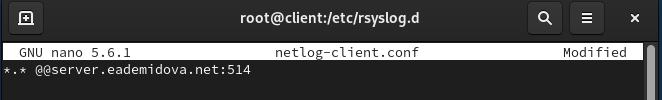 root@client:/etc/rsyslog.d
GNU nano 5.6.1 netlog-client.conf Modified
*.* @@server.eademidova.net:514